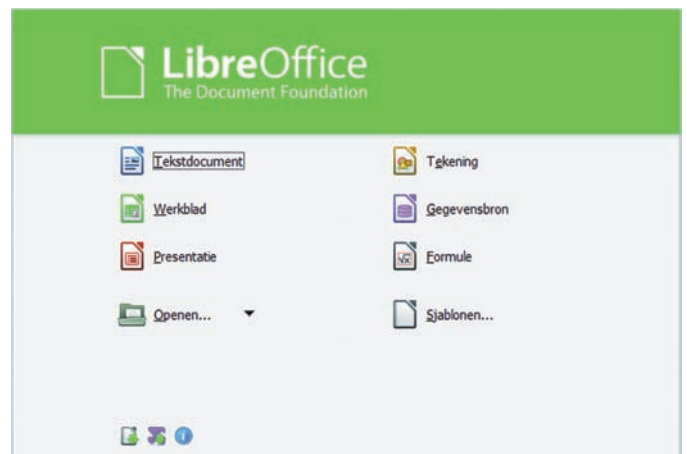 LibreOffice
The Document Foundation
Tekstdocument
Tekening
Werkblad
Gegevensbron
Presentatie
Formule
Openen...
Sjablonen...